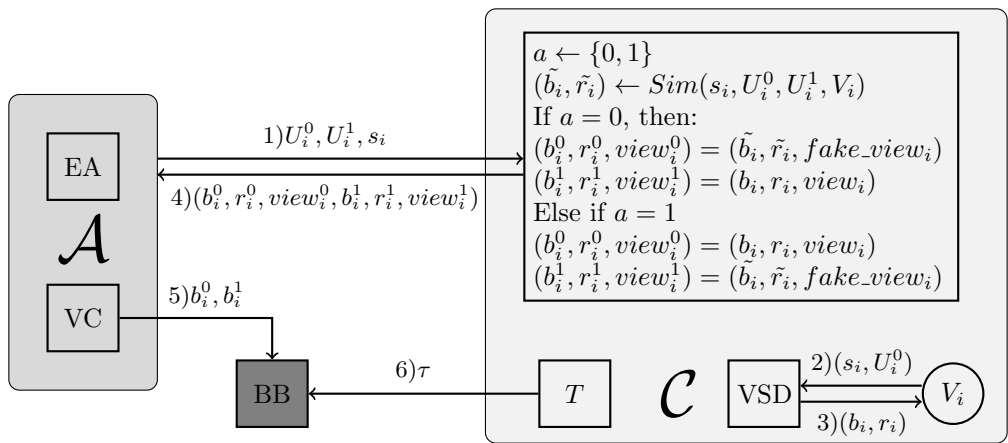 EA
𝒜
VC
1)U_i^0, U_i^1, s_i
4)(b_i^0, r_i^0, view_i^0, b_i^1, r_i^1, view_i^1)
5)b_i^0, b_i^1
BB
6)τ
a ← {0, 1}
(b̃_i, r̃_i) ← Sim(s_i, U_i^0, U_i^1, V_i)
If a = 0, then:
(b_i^0, r_i^0, view_i^0) = (b̃_i, r̃_i, fake_view_i)
(b_i^1, r_i^1, view_i^1) = (b_i, r_i, view_i)
Else if a = 1
(b_i^0, r_i^0, view_i^0) = (b_i, r_i, view_i)
(b_i^1, r_i^1, view_i^1) = (b̃_i, r̃_i, fake_view_i)
T
𝒞
VSD
2)(s_i, U_i^0)
3)(b_i, r_i)
V_i